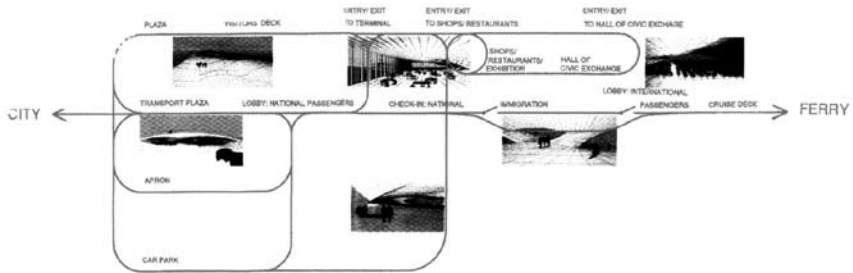 ENTRY/ EXIT
TO TERMINAL
ENTRY/ EXIT
TO SHOPS/ RESTAURANTS
ENTRY/ EXIT
TO HALL OF CIVIC EXCHAGE
PLAZA
VISITORS DECK
SHOPS/
RESTAURANTS/
EXHIBITION
HALL OF
CIVIC EXCHANGE
LOBBY: INTERNATIONAL
TRANSPORT PLAZA
LOBBY: NATIONAL PASSENGERS
CHECK-IN: NATIONAL
IMMIGRATION
PASSENGERS
CRUISE DECK
CITY
FERRY
APRON
CAR PARK